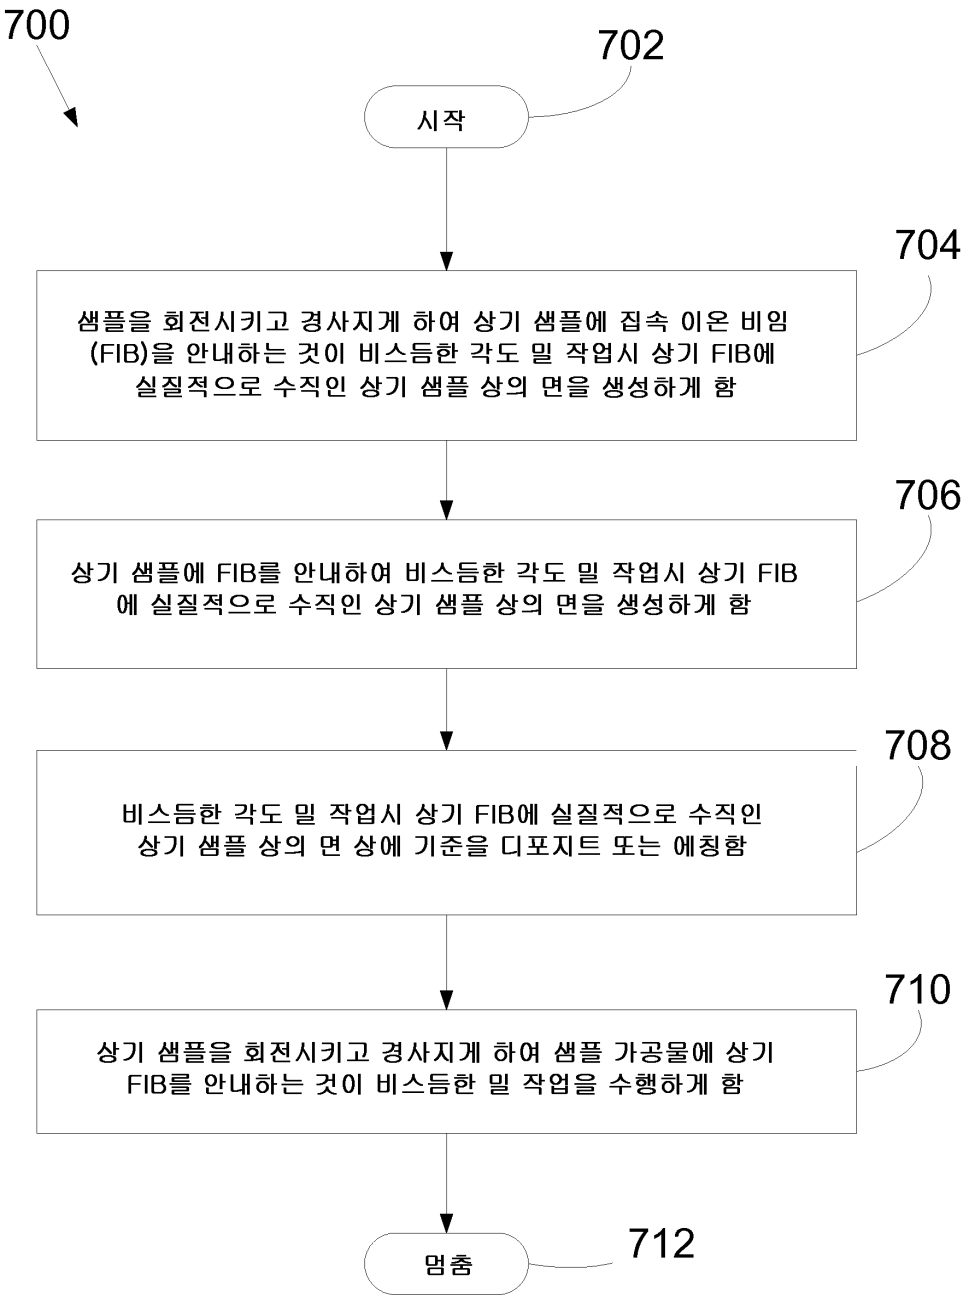 700
702
시작
704
샘플을 회전시키고 경사지게 하여 상기 샘플에 집속 이온 비임
(FIB)을 안내하는 것이 비스듬한 각도 밀 작업시 상기 FIB에
실질적으로 수직인 상기 샘플 상의 면을 생성하게 함
706
상기 샘플에 FIB를 안내하여 비스듬한 각도 밀 작업시 상기 FIB
에 실질적으로 수직인 상기 샘플 상의 면을 생성하게 함
708
비스듬한 각도 밀 작업시 상기 FIB에 실질적으로 수직인
상기 샘플 상의 면 상에 기준을 디포지트 또는 에칭함
710
상기 샘플을 회전시키고 경사지게 하여 샘플 가공물에 상기
FIB를 안내하는 것이 비스듬한 밀 작업을 수행하게 함
712
멈춤